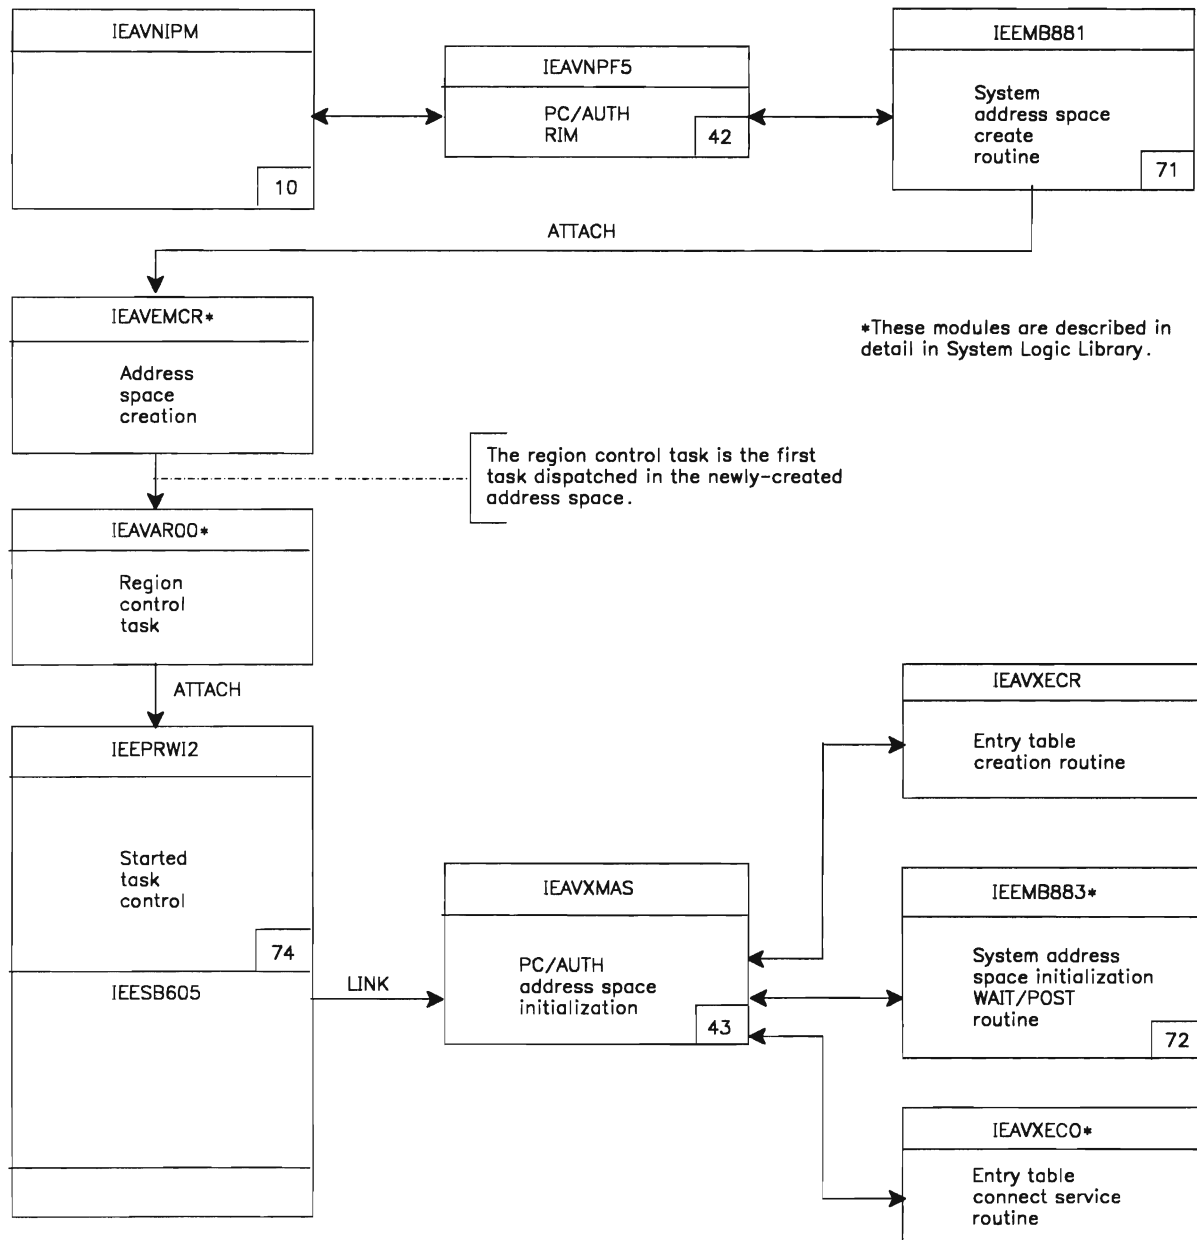 IEAVNIPM
10
IEAVNPF5
PC/AUTH
RIM
42
IEEMB881
System
address space
create
routine
71
ATTACH
IEAVEMCR*
Address
space
creation
*These modules are described in
detail in System Logic Library.
The region control task is the first
task dispatched in the newly-created
address space.
IEAVAR00*
Region
control
task
ATTACH
IEEPRWI2
Started
task
control
74
IEESB605
LINK
IEAVXMAS
PC/AUTH
address space
initialization
43
IEAVXECR
Entry table
creation routine
IEEMB883*
System address
space initialization
WAIT/POST
routine
72
IEAVXECO*
Entry table
connect service
routine